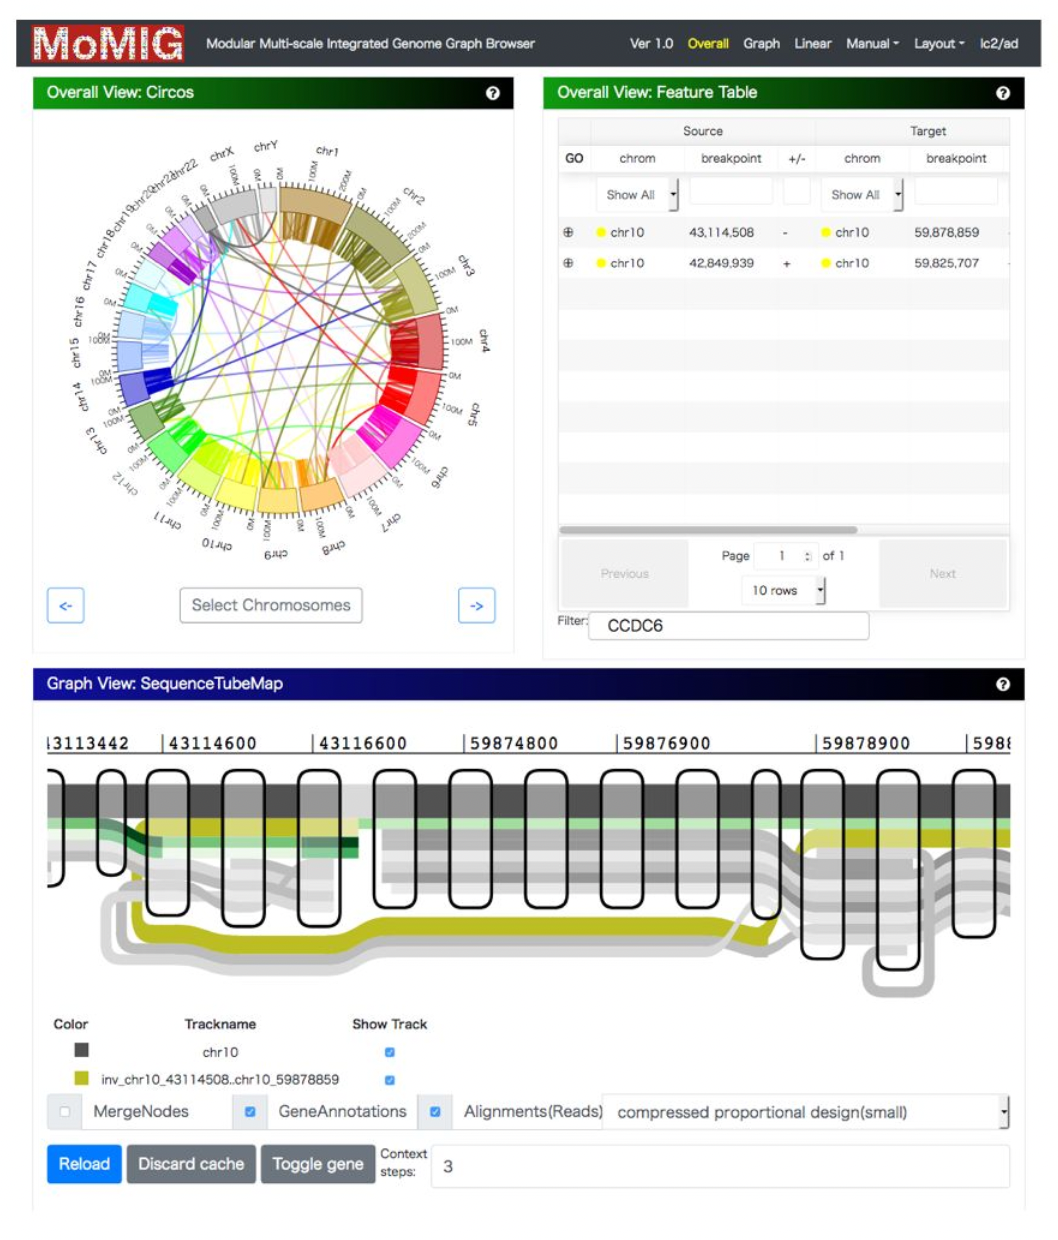 MoMIG Modular Multi-scale Integrated Genome Graph Browser Ver 1.0 Overall Graph Linear Manual Layout lc2/ad
Overall View: Circos
chr1
chr2
chr3
chr4
chr5
chr6
chr7
chr8
chr9
chr10
chr11
chr12
chr13
chr14
chr15
chr16
chr17
chr18
chr19
chr20
chr21
chr22
chrX
chrY
<- Select Chromosomes ->
Overall View: Feature Table
Source Target
GO chrom breakpoint +/- chrom breakpoint
Show All Show All
⊕ chr10 43,114,508 - chr10 59,878,859
⊕ chr10 42,849,939 + chr10 59,825,707
Previous Page 1 of 1 Next
10 rows
Filter: CCDC6
Graph View: SequenceTubeMap
43113442 |43114600 |43116600 |59874800 |59876900 |59878900 |5988
Color Trackname Show Track
chr10
inv_chr10_43114508..chr10_59878859
MergeNodes GeneAnnotations Alignments(Reads) compressed proportional design(small)
Reload Discard cache Toggle gene Context steps: 3